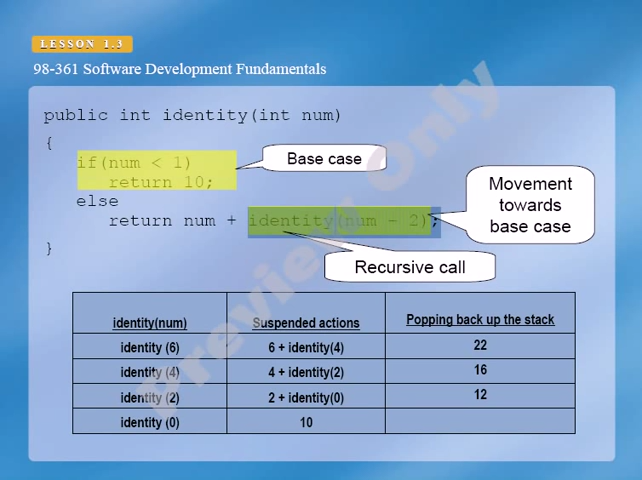 LESSON 1.3
98-361 Software Development Fundamentals
public int identity(int num)
{
if(num < 1)
return 10;
else
return num + identity(num - 2);
}
Base case
Movement
towards
base case
Recursive call
identity(num) Suspended actions Popping back up the stack
identity (6) 6 + identity(4) 22
identity (4) 4 + identity(2) 16
identity (2) 2 + identity(0) 12
identity (0) 10
Preview Only